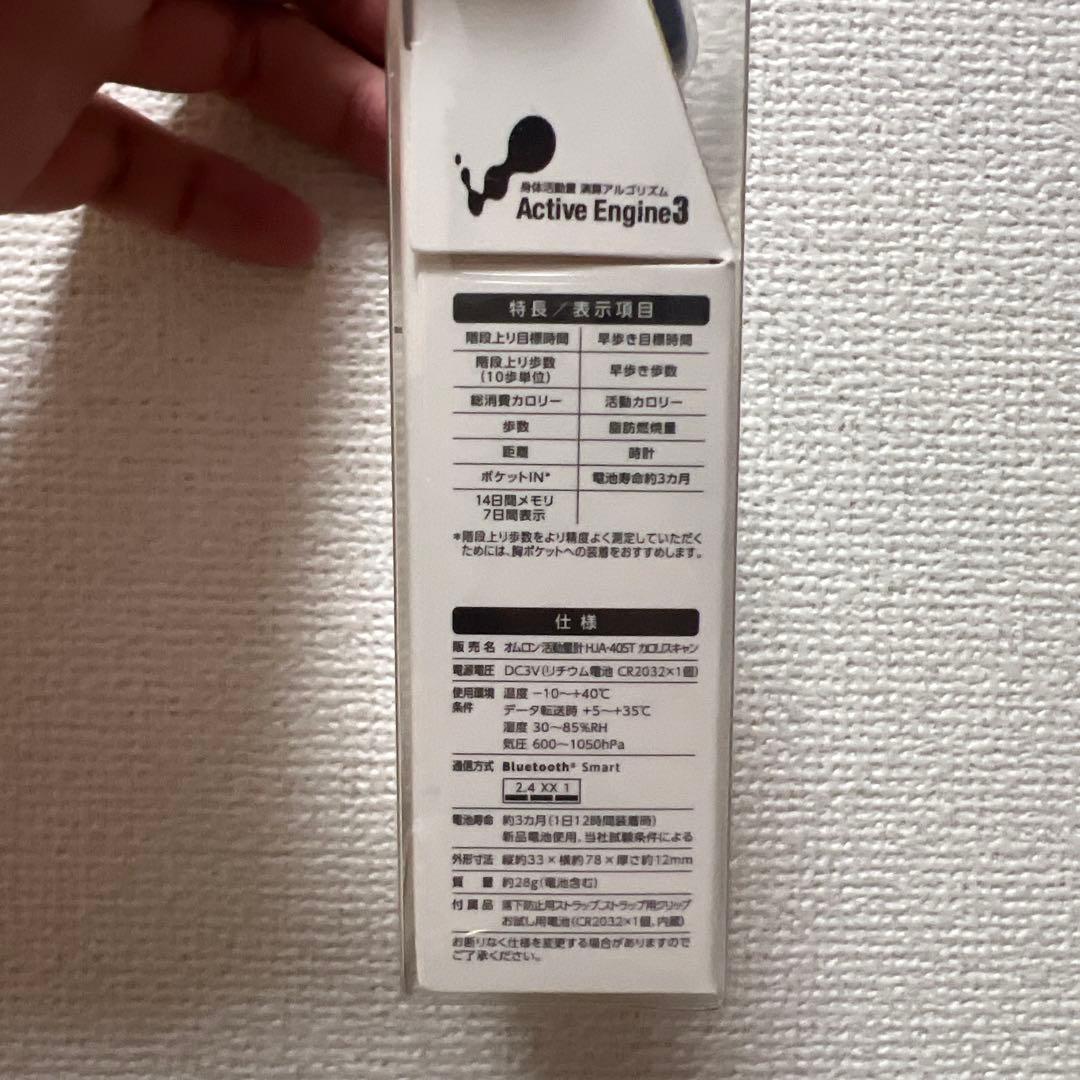 身体活動量 演算アルゴリズム
Active Engine3
特長／表示項目
階段上り目標時間 早歩き目標時間
階段上り歩数
(10歩単位) 早歩き歩数
総消費カロリー 活動カロリー
歩数 脂肪燃焼量
距離 時計
ポケットIN* 電池寿命約3カ月
14日間メモリ
7日間表示
*階段上り歩数をより精度よく測定していただく
ためには、胸ポケットへの装着をおすすめします。
仕様
販売名 オムロン 活動量計 HJA-405T カロリスキャン
電源電圧 DC3V(リチウム電池 CR2032×1個)
使用環境 温度 −10〜+40℃
条件 データ転送時 +5〜+35℃
湿度 30〜85%RH
気圧 600〜1050hPa
通信方式 Bluetooth® Smart
2.4 XX 1
電池寿命 約3カ月(1日12時間装着時)
新品電池使用、当社試験条件による
外形寸法 縦約33×横約78×厚さ約12mm
質量 約28g(電池含む)
付属品 落下防止用ストラップ、ストラップ用クリップ
お試し用電池(CR2032×1個、内蔵)
お断りなく仕様を変更する場合がありますので
ご了承ください。